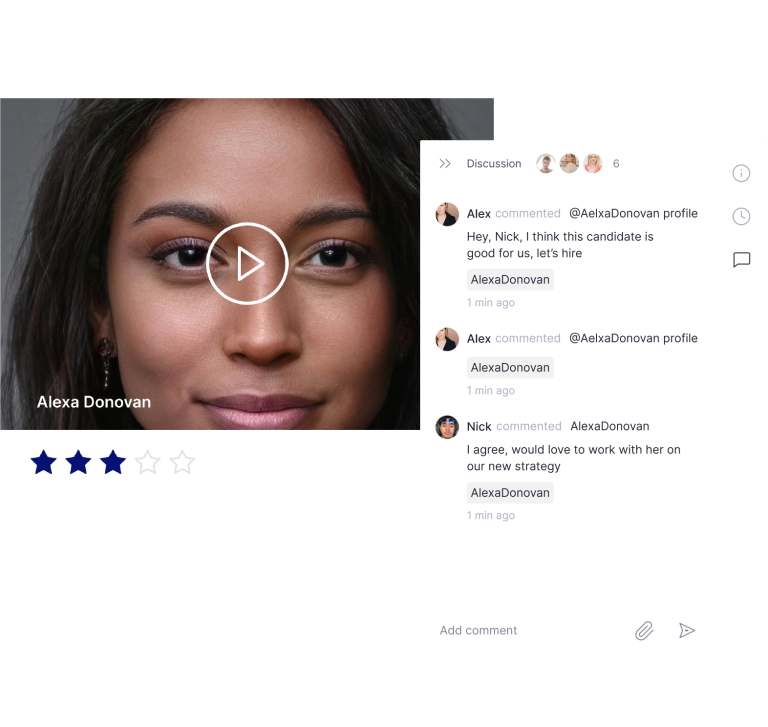 Alexa Donovan
Discussion 6
Alex commented @AelxaDonovan profile
Hey, Nick, I think this candidate is
good for us, let's hire
AlexaDonovan
1 min ago
Alex commented @AelxaDonovan profile
AlexaDonovan
1 min ago
Nick commented AlexaDonovan
I agree, would love to work with her on
our new strategy
AlexaDonovan
1 min ago
Add comment